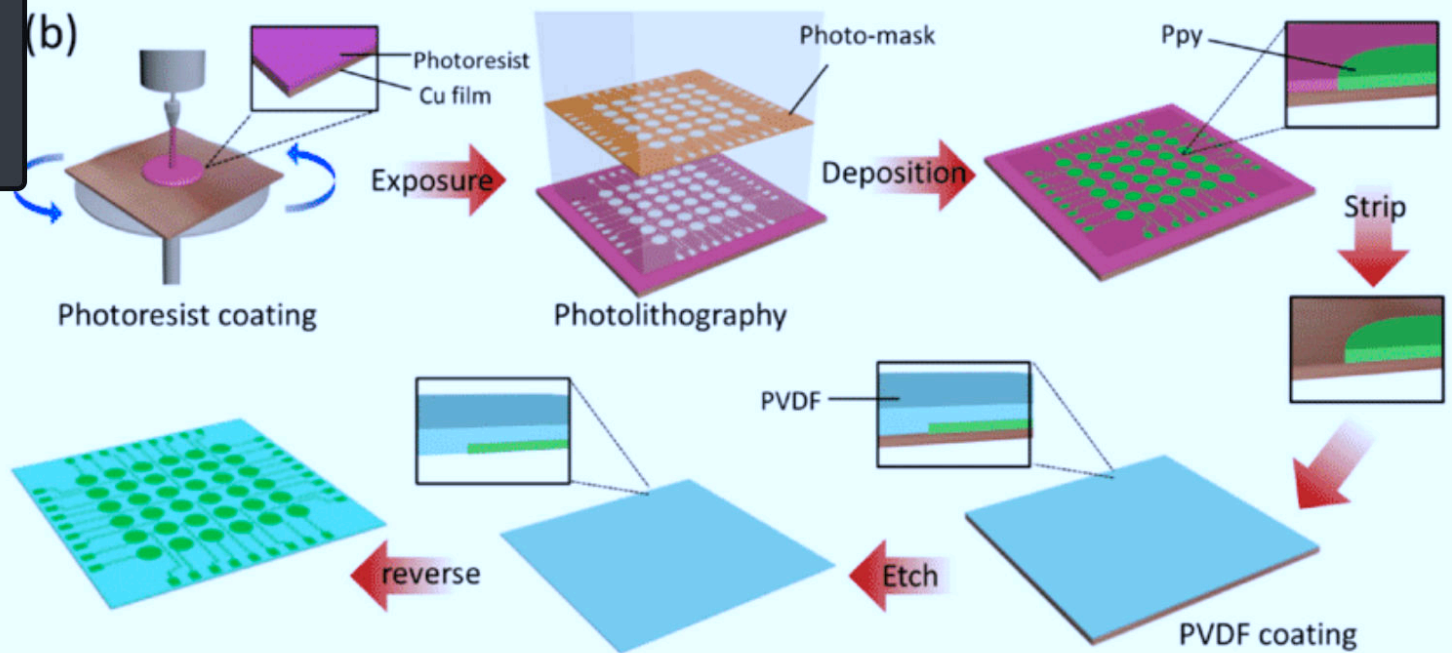 (b)
Photoresist
Cu film
Photoresist coating
Exposure
Photo-mask
Photolithography
Deposition
Ppy
Strip
PVDF
PVDF coating
Etch
reverse